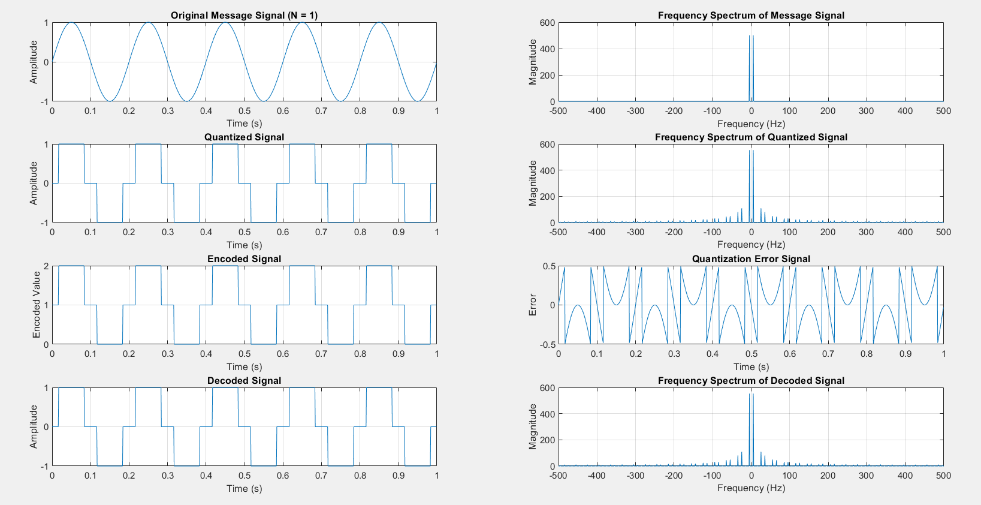 Original Message Signal (N = 1)
Amplitude
1
0
-1
0 0.1 0.2 0.3 0.4 0.5 0.6 0.7 0.8 0.9 1
Time (s)
Frequency Spectrum of Message Signal
Magnitude
600
400
200
0
-500 -400 -300 -200 -100 0 100 200 300 400 500
Frequency (Hz)
Quantized Signal
Amplitude
1
0
-1
0 0.1 0.2 0.3 0.4 0.5 0.6 0.7 0.8 0.9 1
Time (s)
Frequency Spectrum of Quantized Signal
Magnitude
600
400
200
0
-500 -400 -300 -200 -100 0 100 200 300 400 500
Frequency (Hz)
Encoded Signal
Encoded Value
2
1
0
0 0.1 0.2 0.3 0.4 0.5 0.6 0.7 0.8 0.9 1
Time (s)
Quantization Error Signal
Error
0.5
0
-0.5
0 0.1 0.2 0.3 0.4 0.5 0.6 0.7 0.8 0.9 1
Time (s)
Decoded Signal
Amplitude
1
0
-1
0 0.1 0.2 0.3 0.4 0.5 0.6 0.7 0.8 0.9 1
Time (s)
Frequency Spectrum of Decoded Signal
Magnitude
600
400
200
0
-500 -400 -300 -200 -100 0 100 200 300 400 500
Frequency (Hz)